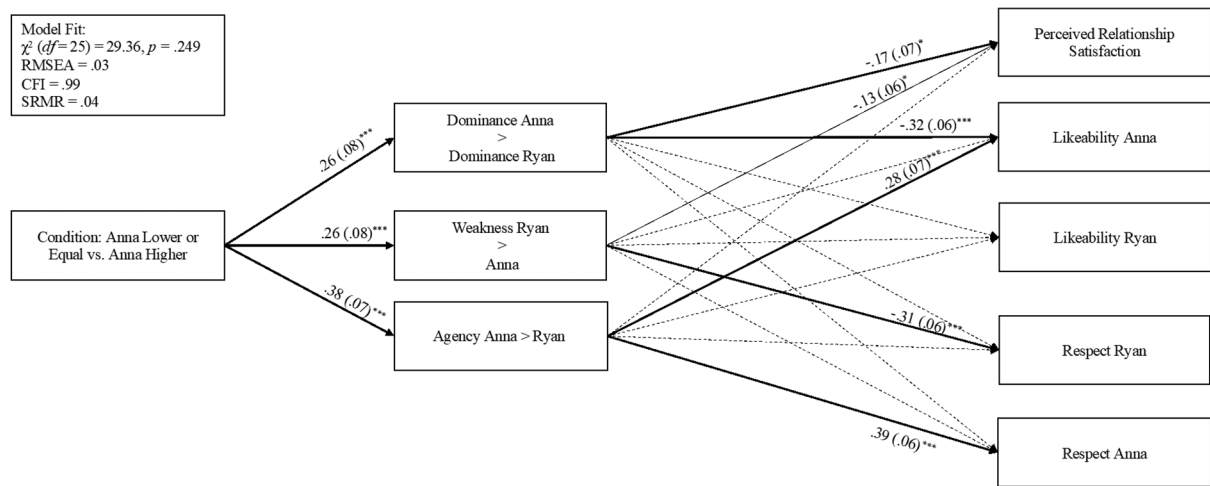 Model Fit:
χ² (df = 25) = 29.36, p = .249
RMSEA = .03
CFI = .99
SRMR = .04
Condition: Anna Lower or
Equal vs. Anna Higher
.26 (.08)***
.26 (.08)***
.38 (.07)***
Dominance Anna
>
Dominance Ryan
Weakness Ryan
>
Anna
Agency Anna > Ryan
-.17 (.07)*
-.13 (.06)*
-.32 (.06)***
.28 (.07)***
-.31 (.06)***
.39 (.06)***
Perceived Relationship
Satisfaction
Likeability Anna
Likeability Ryan
Respect Ryan
Respect Anna